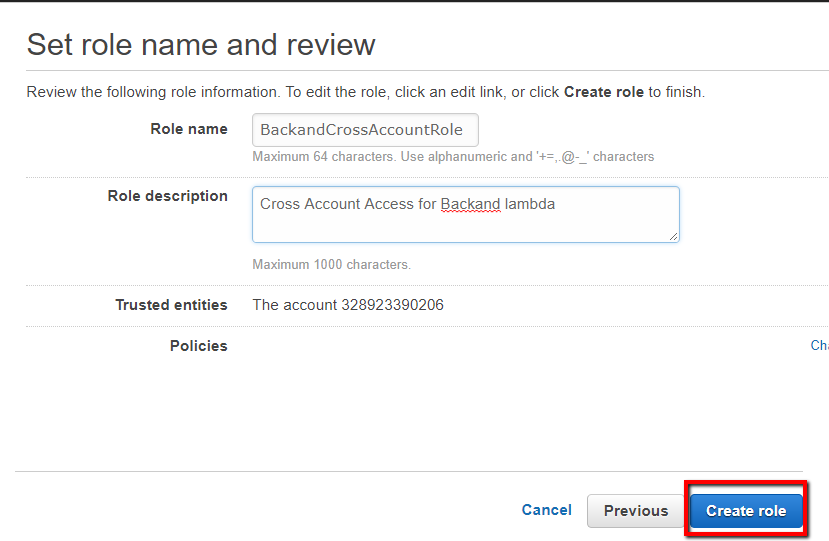 Set role name and review
Review the following role information. To edit the role, click an edit link, or click Create role to finish.
Role name BackandCrossAccountRole
Maximum 64 characters. Use alphanumeric and '+=,.@-_' characters
Role description Cross Account Access for Backand lambda
Maximum 1000 characters.
Trusted entities The account 328923390206
Policies
Cancel Previous Create role